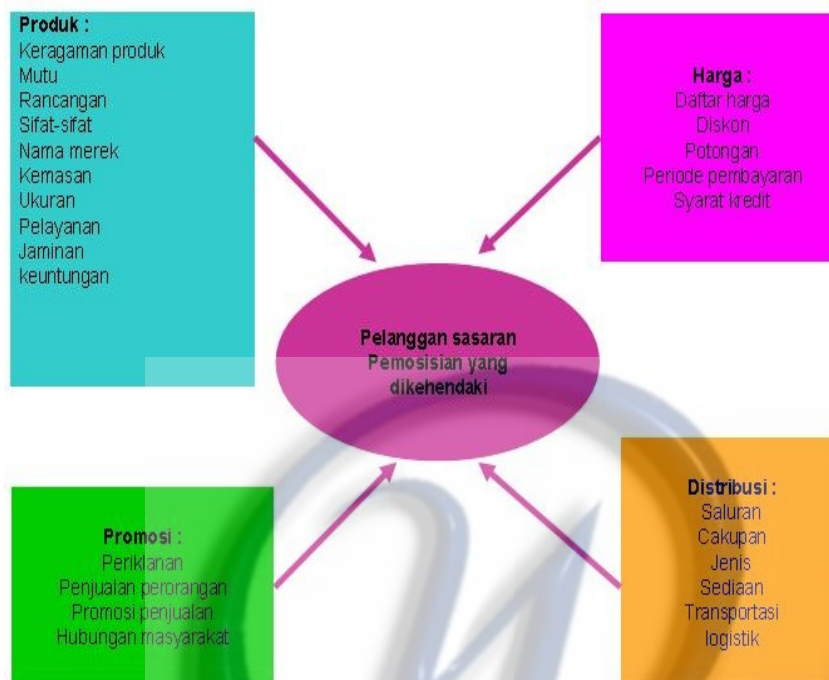 Produk :
Keragaman produk
Mutu
Rancangan
Sifat-sifat
Nama merek
Kemasan
Ukuran
Pelayanan
Jaminan
keuntungan
Harga :
Daftar harga
Diskon
Potongan
Periode pembayaran
Syarat kredit
Pelanggan sasaran
Pemosisian yang
dikehendaki
Promosi :
Periklanan
Penjualan perorangan
Promosi penjualan
Hubungan masyarakat
Distribusi :
Saluran
Cakupan
Jenis
Sediaan
Transportasi
logistik